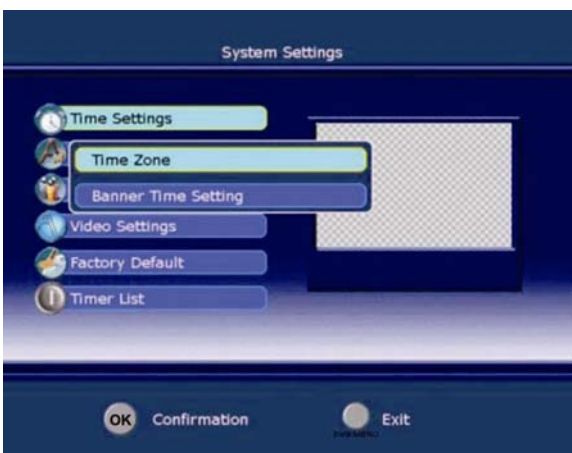 System Settings
Time Settings
Time Zone
Banner Time Setting
Video Settings
Factory Default
Timer List
OK Confirmation Exit